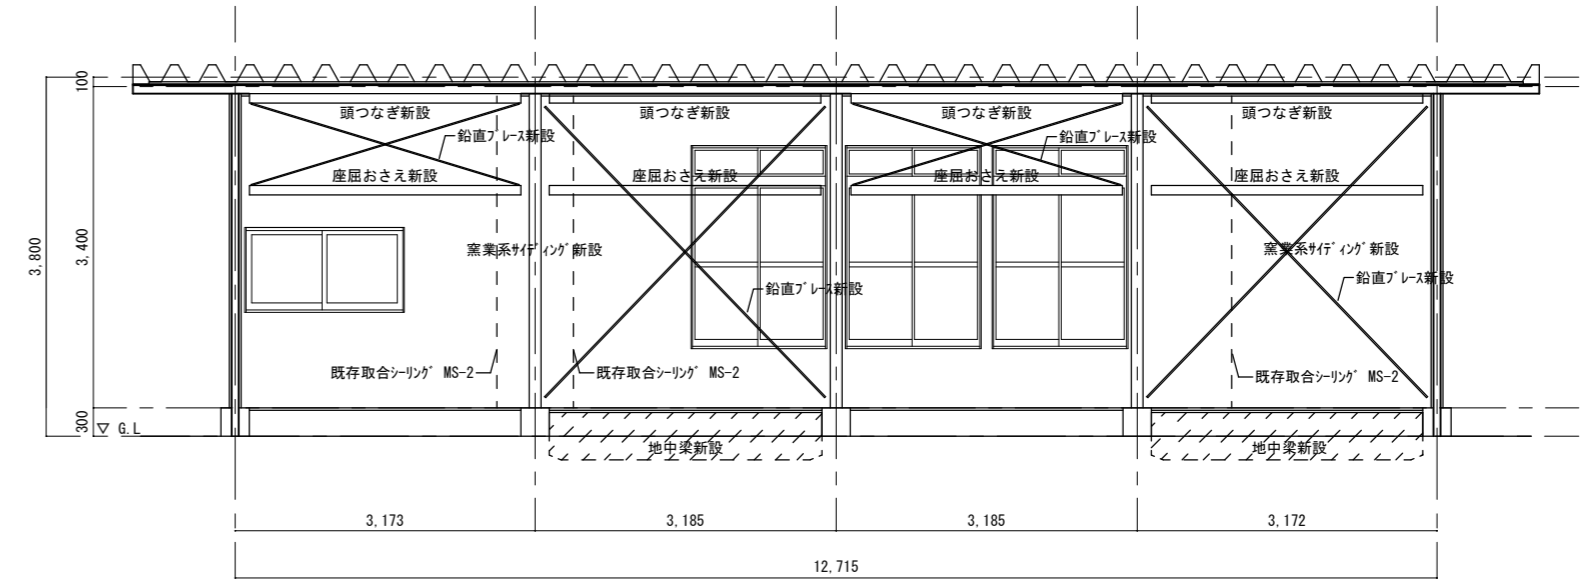 100
頭つなぎ新設
頭つなぎ新設
頭つなぎ新設
頭つなぎ新設
鉛直ブレース新設
鉛直ブレース新設
座屈おさえ新設
座屈おさえ新設
座屈おさえ新設
座屈おさえ新設
3,800
3,400
窯業系サイディング新設
窯業系サイディング新設
鉛直ブレース新設
鉛直ブレース新設
既存取合シーリング MS-2
既存取合シーリング MS-2
既存取合シーリング MS-2
300
▽ G.L
地中梁新設
地中梁新設
3,173
3,185
3,185
3,172
12,715